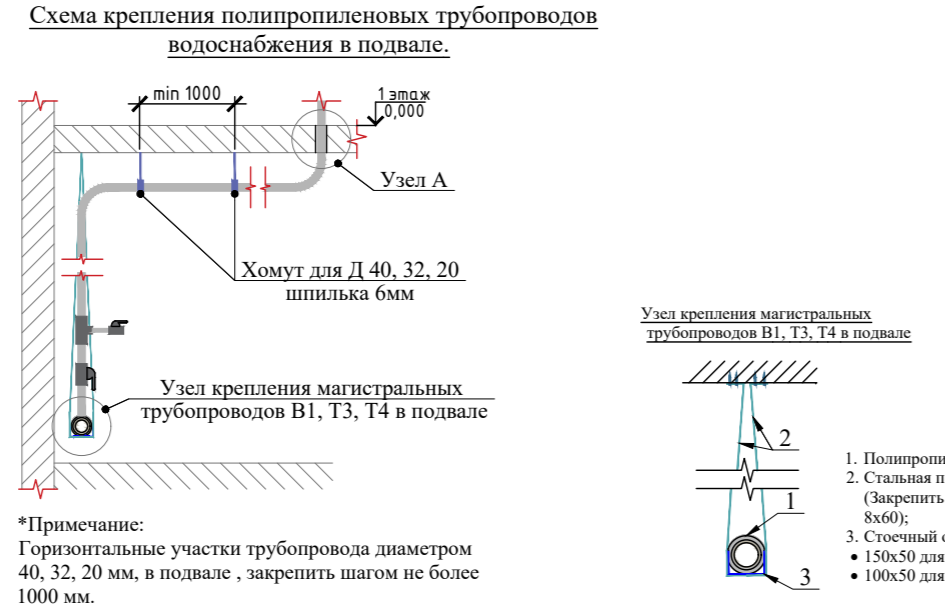 Схема крепления полипропиленовых трубопроводов
водоснабжения в подвале.
min 1000
1 этаж
0,000
Узел А
Хомут для Д 40, 32, 20
шпилька 6мм
Узел крепления магистральных
трубопроводов В1, Т3, Т4 в подвале
*Примечание:
Горизонтальные участки трубопровода диаметром
40, 32, 20 мм, в подвале , закрепить шагом не более
1000 мм.
Узел крепления магистральных
трубопроводов В1, Т3, Т4 в подвале
2
1
3
1. Полипропи
2. Стальная п
(Закрепить
8х60);
3. Стоечный
• 150х50 для
• 100х50 для